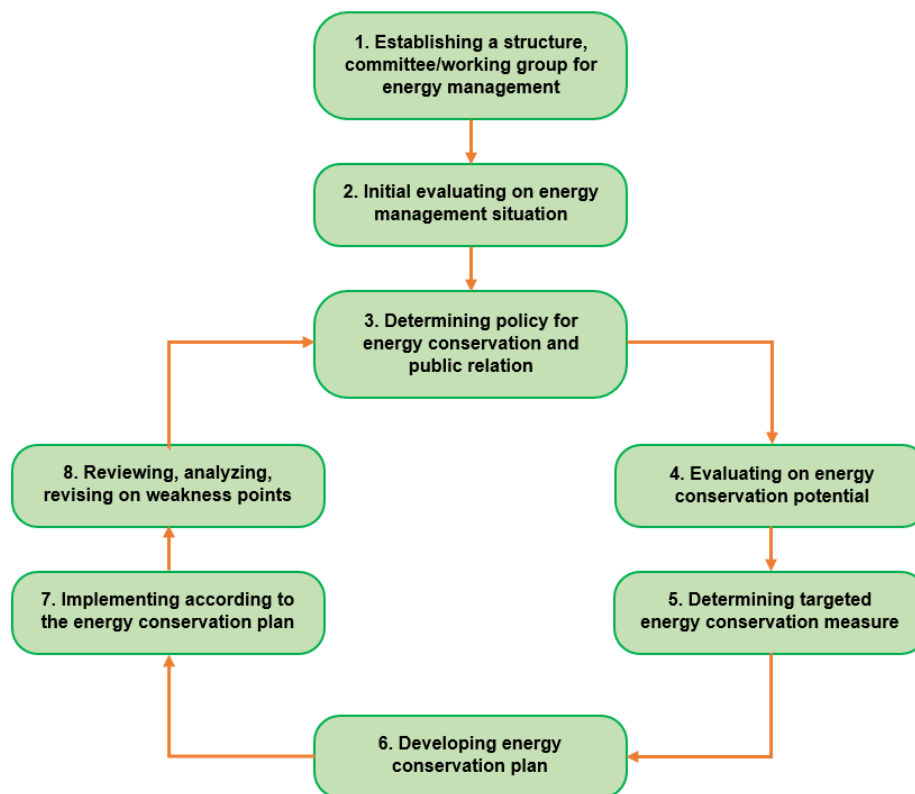 1. Establishing a structure,
committee/working group for
energy management
2. Initial evaluating on energy
management situation
3. Determining policy for
energy conservation and
public relation
4. Evaluating on energy
conservation potential
5. Determining targeted
energy conservation measure
6. Developing energy
conservation plan
7. Implementing according to
the energy conservation plan
8. Reviewing, analyzing,
revising on weakness points